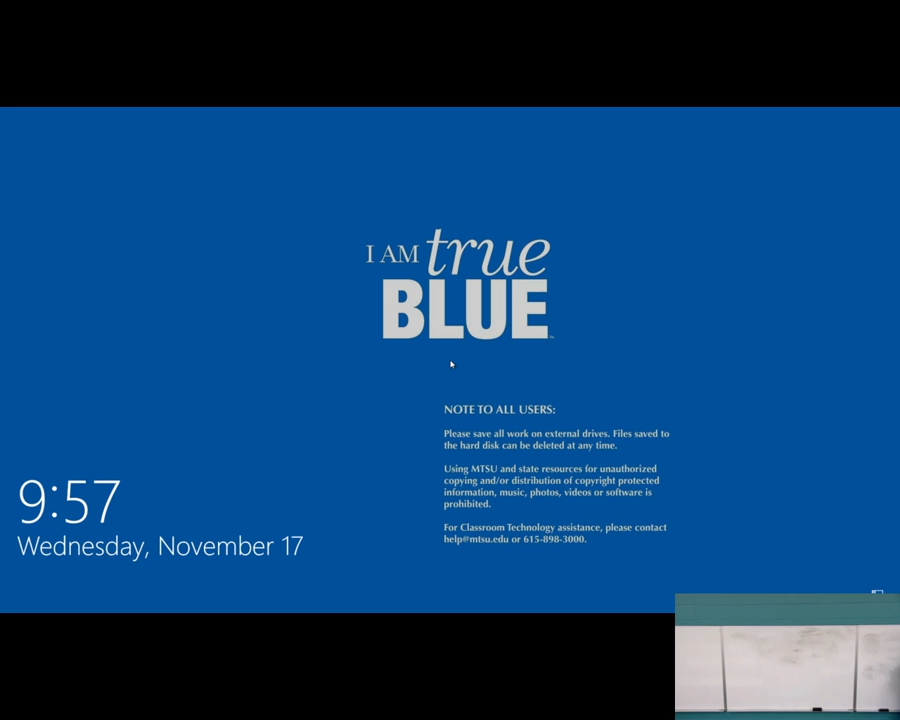 I AM true
BLUE™
NOTE TO ALL USERS:
Please save all work on external drives. Files saved to
the hard disk can be deleted at any time.
Using MTSU and state resources for unauthorized
copying and/or distribution of copyright protected
information, music, photos, videos or software is
prohibited.
For Classroom Technology assistance, please contact
help@mtsu.edu or 615-898-3000.
9:57
Wednesday, November 17